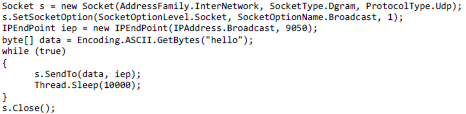 Socket s = new Socket(AddressFamily.InterNetwork, SocketType.Dgram, ProtocolType.Udp);
s.SetSocketOption(SocketOptionLevel.Socket, SocketOptionName.Broadcast, 1);
IPEndPoint iep = new IPEndPoint(IPAddress.Broadcast, 9050);
byte[] data = Encoding.ASCII.GetBytes("hello");
while (true)
{
s.SendTo(data, iep);
Thread.Sleep(10000);
}
s.Close();